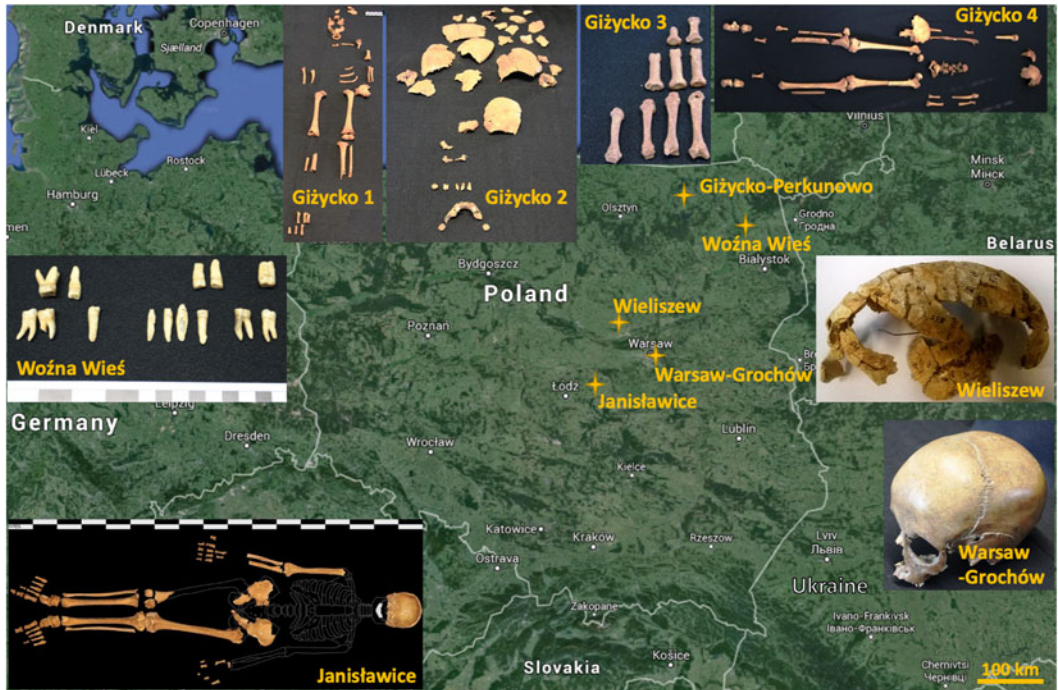 Denmark
Copenhagen
Sjælland
Kiel
Rostock
Lübeck
Hamburg
men
Giżycko 1
Giżycko 2
Giżycko 3
Giżycko 4
Vilnius
Minsk
Мінск
Giżycko-Perkunowo
Olsztyn
Grodno
Гродна
Woźna Wieś
Bialystok
Belarus
Bydgoszcz
Poland
Wieliszew
Poznań
Warsaw
Warsaw-Grochów
Łódź
Janisławice
Woźna Wieś
Wieliszew
Germany
Leipzig
Dresden
Wrocław
Lublin
Kielce
Katowice
Kraków
Rzeszow
Ostrava
Lviv
Львів
Warsaw
-Grochów
Ukraine
Zakopane
Ivano-Frankivsk
Івано-Франківськ
Janisławice
Slovakia
Košice
Chernivtsi
Чернівці
100 km